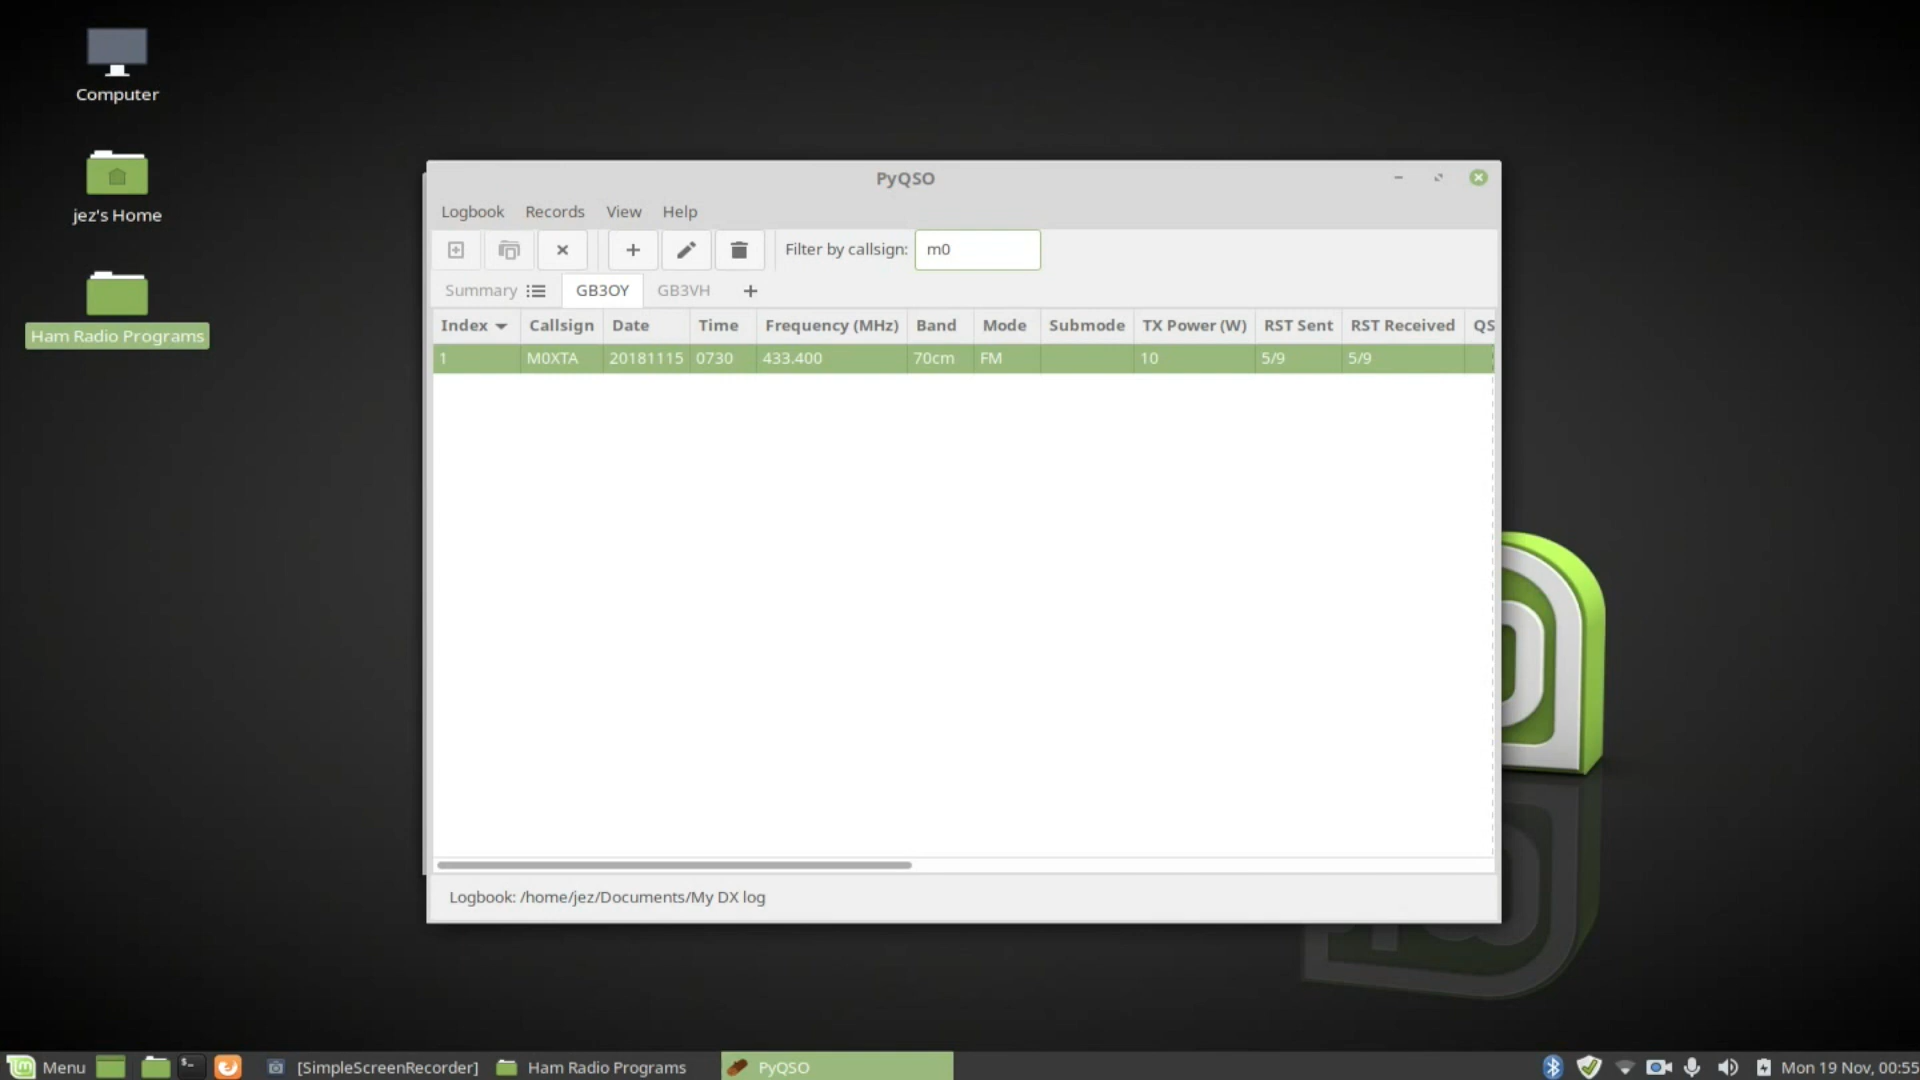 Computer
jez's Home
Ham Radio Programs
PyQSO
Logbook Records View Help
Filter by callsign: m0
Summary GB3OY GB3VH
Index Callsign Date Time Frequency (MHz) Band Mode Submode TX Power (W) RST Sent RST Received QS
1 M0XTA 20181115 0730 433.400 70cm FM 10 5/9 5/9
Logbook: /home/jez/Documents/My DX log
Menu [SimpleScreenRecorder] Ham Radio Programs PyQSO Mon 19 Nov, 00:55